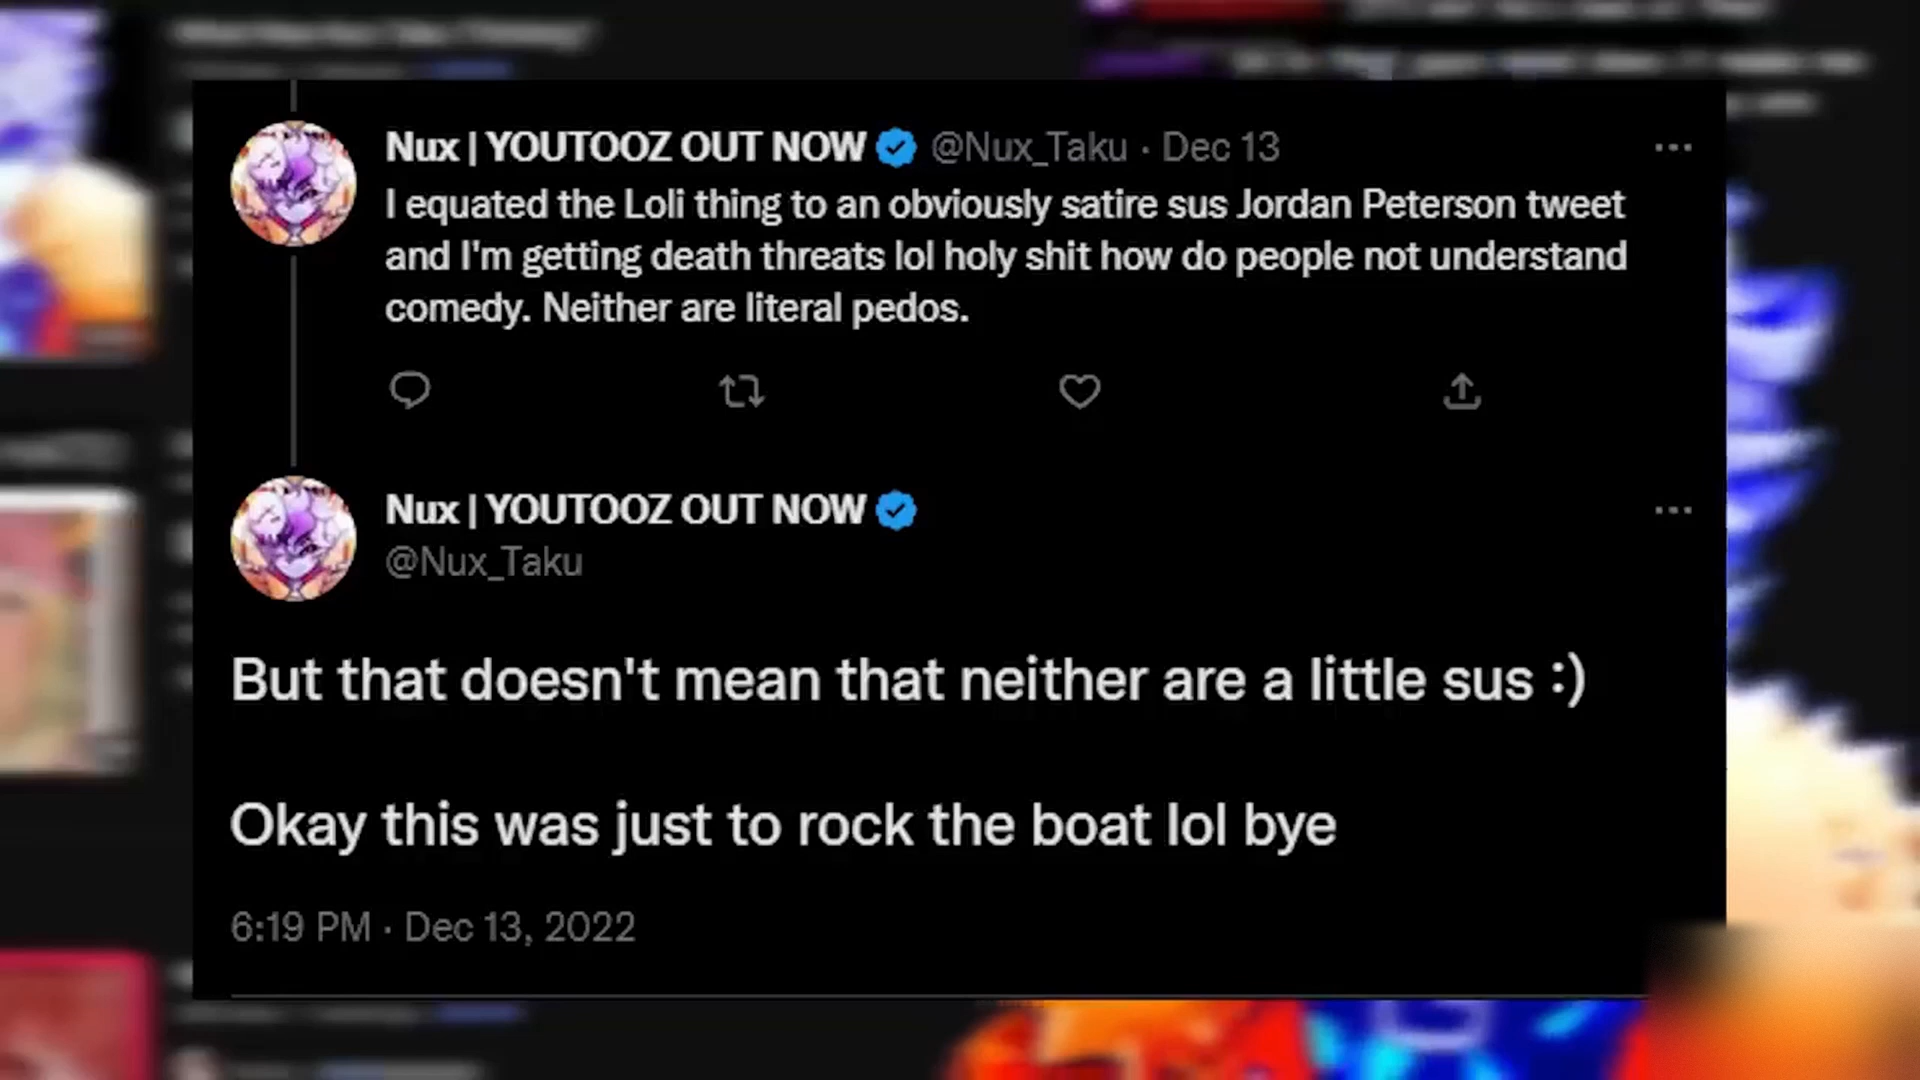 Nux | YOUTOOZ OUT NOW @Nux_Taku · Dec 13
I equated the Loli thing to an obviously satire sus Jordan Peterson tweet
and I'm getting death threats lol holy shit how do people not understand
comedy. Neither are literal pedos.
Nux | YOUTOOZ OUT NOW
@Nux_Taku
But that doesn't mean that neither are a little sus :)
Okay this was just to rock the boat lol bye
6:19 PM · Dec 13, 2022